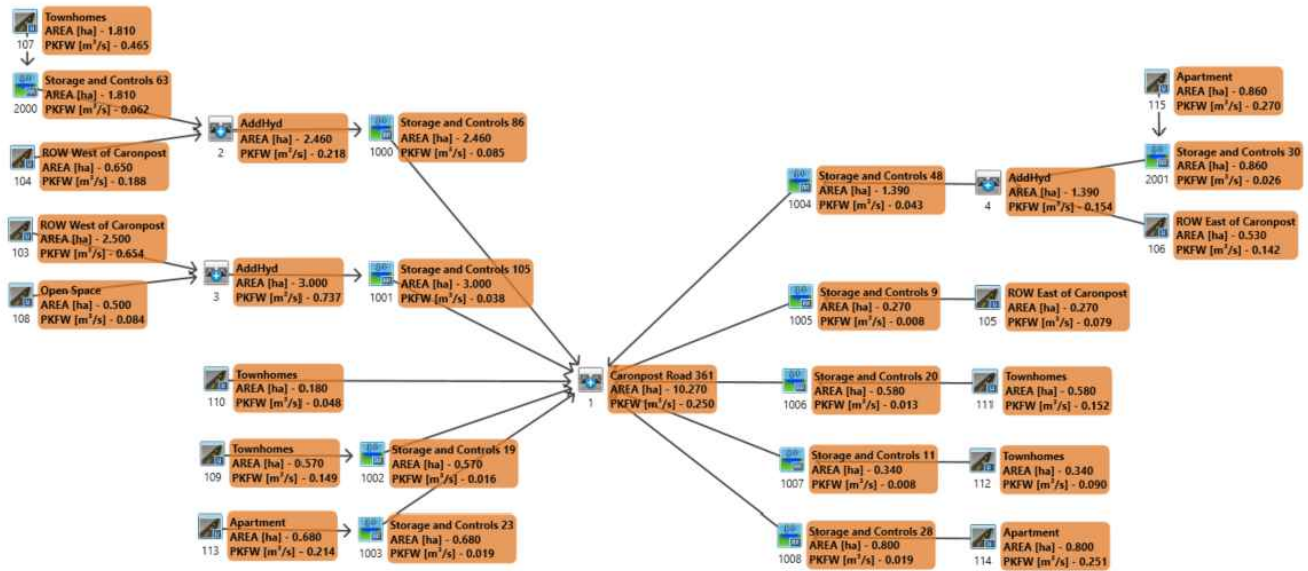 Townhomes
AREA [ha] - 1.810
PKFW [m³/s] - 0.465
107
Storage and Controls 63
AREA [ha] - 1.810
PKFW [m³/s] - 0.062
2000
ROW West of Caronpost
AREA [ha] - 0.650
PKFW [m³/s] - 0.188
104
AddHyd
AREA [ha] - 2.460
PKFW [m³/s] - 0.218
2
Storage and Controls 86
AREA [ha] - 2.460
PKFW [m³/s] - 0.085
1000
ROW West of Caronpost
AREA [ha] - 2.500
PKFW [m³/s] - 0.654
103
Open Space
AREA [ha] - 0.500
PKFW [m³/s] - 0.084
108
AddHyd
AREA [ha] - 3.000
PKFW [m³/s] - 0.737
3
Storage and Controls 105
AREA [ha] - 3.000
PKFW [m³/s] - 0.038
1001
Townhomes
AREA [ha] - 0.180
PKFW [m³/s] - 0.048
110
Townhomes
AREA [ha] - 0.570
PKFW [m³/s] - 0.149
109
Storage and Controls 19
AREA [ha] - 0.570
PKFW [m³/s] - 0.016
1002
Apartment
AREA [ha] - 0.680
PKFW [m³/s] - 0.214
113
Storage and Controls 23
AREA [ha] - 0.680
PKFW [m³/s] - 0.019
1003
Caronpost Road 361
AREA [ha] - 10.270
PKFW [m³/s] - 0.250
1
Apartment
AREA [ha] - 0.860
PKFW [m³/s] - 0.270
115
Storage and Controls 30
AREA [ha] - 0.860
PKFW [m³/s] - 0.026
2001
Storage and Controls 48
AREA [ha] - 1.390
PKFW [m³/s] - 0.043
1004
AddHyd
AREA [ha] - 1.390
PKFW [m³/s] - 0.154
4
ROW East of Caronpost
AREA [ha] - 0.530
PKFW [m³/s] - 0.142
106
Storage and Controls 9
AREA [ha] - 0.270
PKFW [m³/s] - 0.008
1005
ROW East of Caronpost
AREA [ha] - 0.270
PKFW [m³/s] - 0.079
105
Storage and Controls 20
AREA [ha] - 0.580
PKFW [m³/s] - 0.013
1006
Townhomes
AREA [ha] - 0.580
PKFW [m³/s] - 0.152
111
Storage and Controls 11
AREA [ha] - 0.340
PKFW [m³/s] - 0.008
1007
Townhomes
AREA [ha] - 0.340
PKFW [m³/s] - 0.090
112
Storage and Controls 28
AREA [ha] - 0.800
PKFW [m³/s] - 0.019
1008
Apartment
AREA [ha] - 0.800
PKFW [m³/s] - 0.251
114